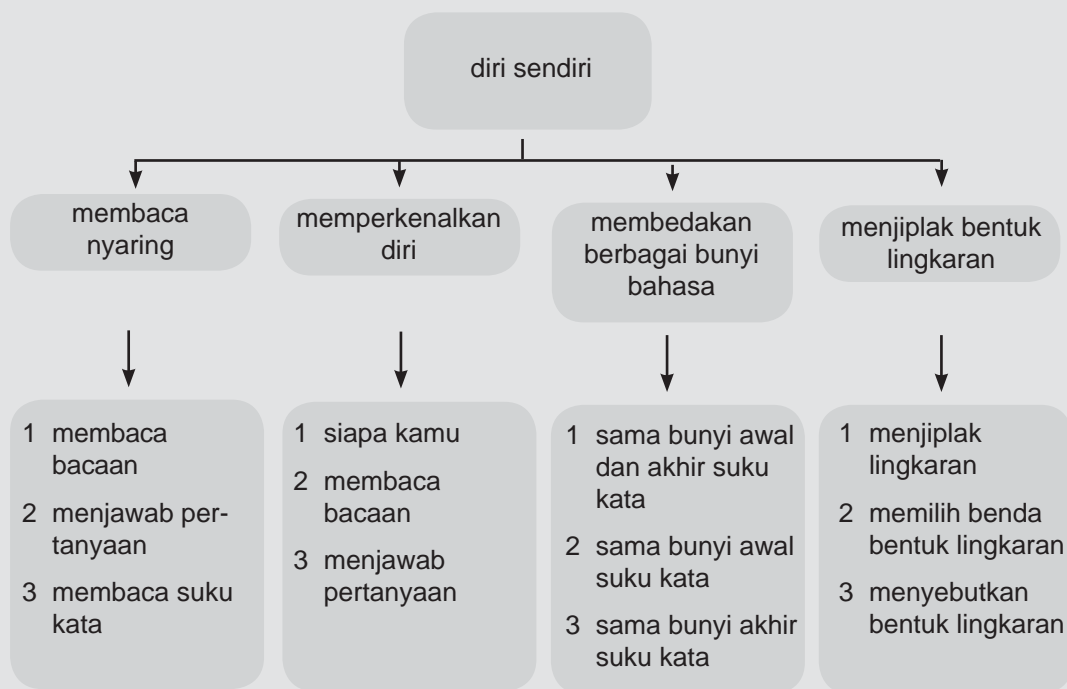 diri sendiri
membaca
nyaring
memperkenalkan
diri
membedakan
berbagai bunyi
bahasa
menjiplak bentuk
lingkaran
1 membaca
bacaan
2 menjawab per-
tanyaan
3 membaca suku
kata
1 siapa kamu
2 membaca
bacaan
3 menjawab
pertanyaan
1 sama bunyi awal
dan akhir suku
kata
2 sama bunyi awal
suku kata
3 sama bunyi akhir
suku kata
1 menjiplak
lingkaran
2 memilih benda
bentuk lingkaran
3 menyebutkan
bentuk lingkaran